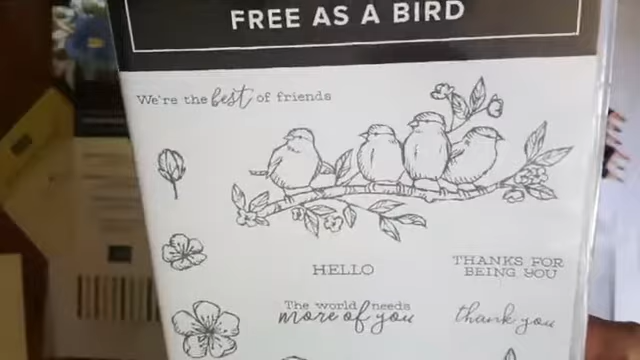 FREE AS A BIRD
We're the best of friends
HELLO
THANKS FOR
BEING YOU
The world needs
more of you
thank you